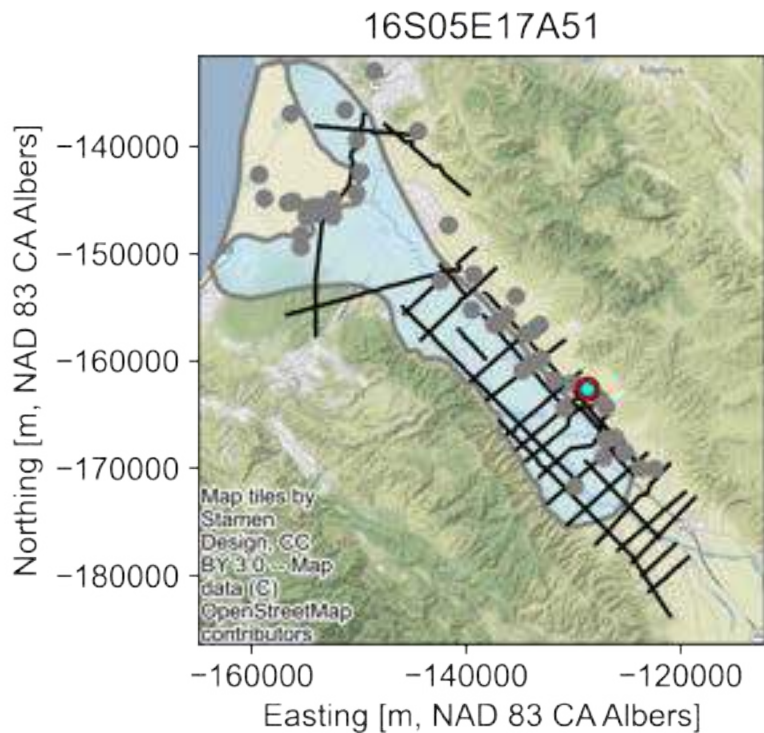 16S05E17A51
Northing [m, NAD 83 CA Albers]
−140000
−150000
−160000
−170000
−180000
Map tiles by
Stamen
Design, CC
BY 3.0 -- Map
data (C)
OpenStreetMap
contributors
−160000
−140000
−120000
Easting [m, NAD 83 CA Albers]